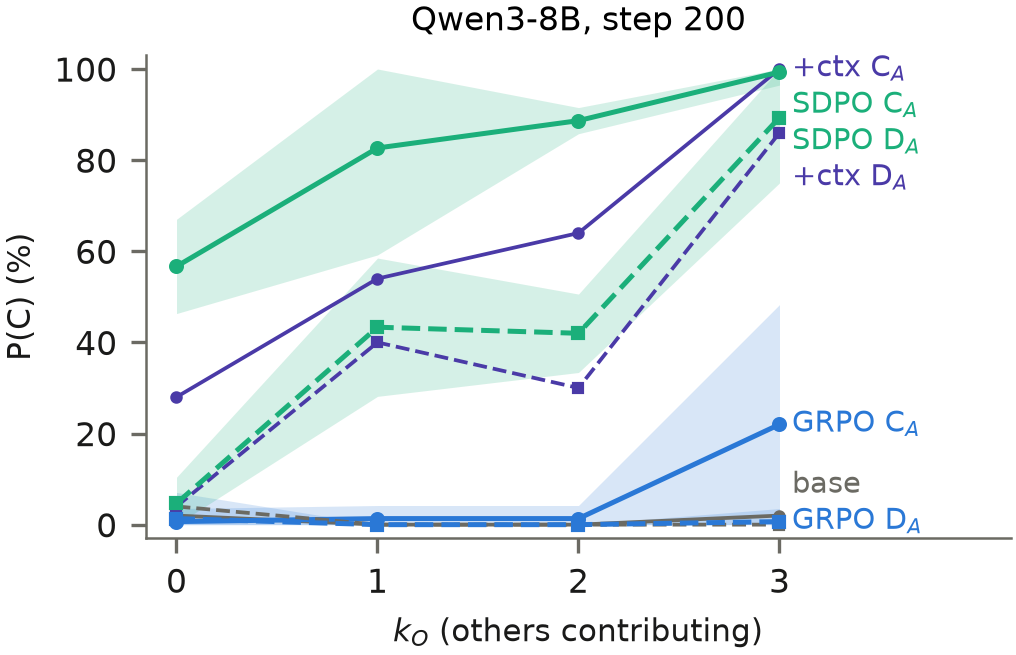 Qwen3-8B, step 200
P(C) (%)
100
80
60
40
20
0
+ctx C_A
SDPO C_A
SDPO D_A
+ctx D_A
GRPO C_A
base
GRPO D_A
0 1 2 3
k_O (others contributing)